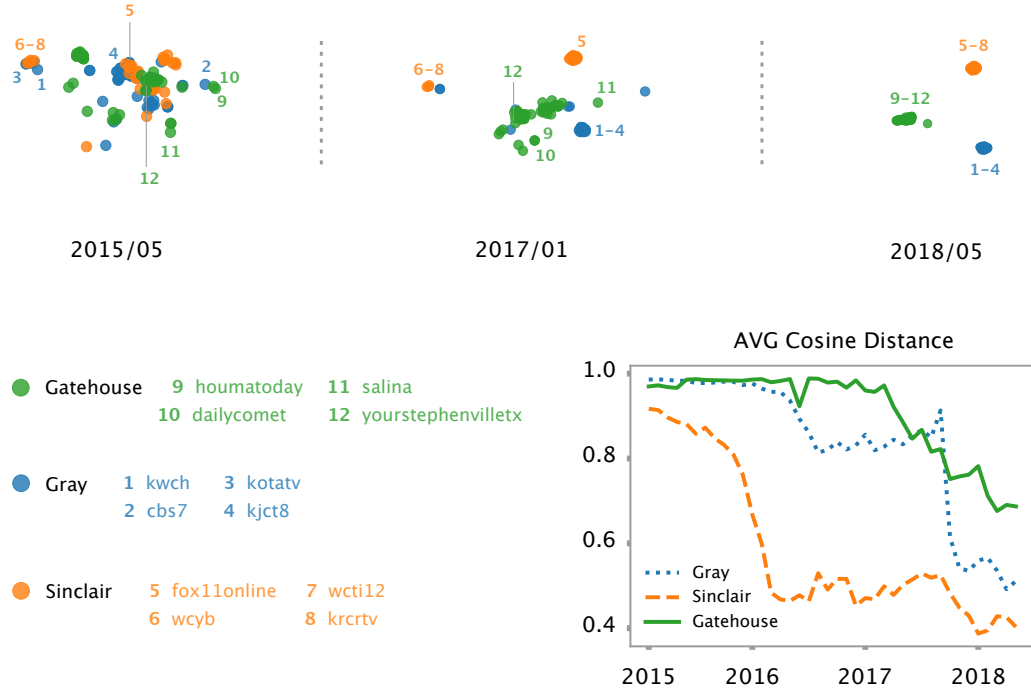 5
6–8
4
3
1
2
10
9
11
12
2015/05
5
6–8
12
11
1–4
9
10
2017/01
5–8
9–12
1–4
2018/05
Gatehouse 9 houmatoday 11 salina
10 dailycomet 12 yourstephenvilletx
Gray 1 kwch 3 kotatv
2 cbs7 4 kjct8
Sinclair 5 fox11online 7 wcti12
6 wcyb 8 krcrtv
AVG Cosine Distance
1.0
0.8
0.6
0.4
Gray
Sinclair
Gatehouse
2015 2016 2017 2018